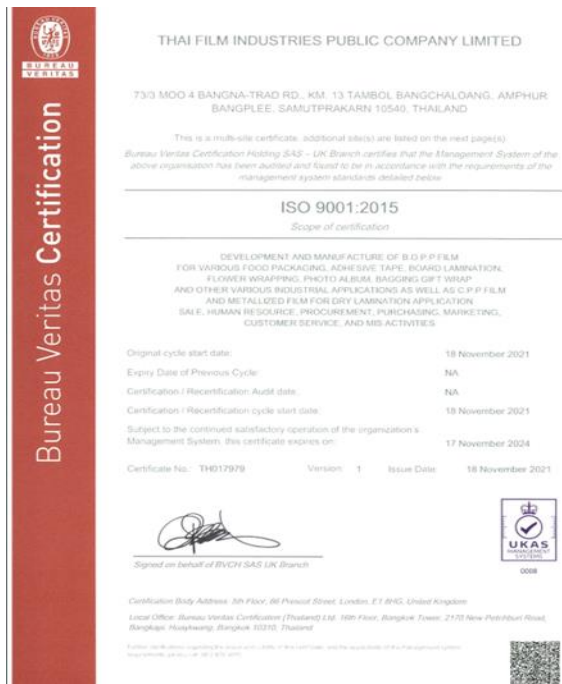 BUREAU
VERITAS
Bureau Veritas Certification
THAI FILM INDUSTRIES PUBLIC COMPANY LIMITED
73/3 MOO 4 BANGNA-TRAD RD., KM. 13 TAMBOL BANGCHALOANG, AMPHUR
BANGPLEE, SAMUTPRAKARN 10540, THAILAND
This is a multi-site certificate, additional site(s) are listed on the next page(s)
Bureau Veritas Certification Holding SAS – UK Branch certifies that the Management System of the
above organisation has been audited and found to be in accordance with the requirements of the
management system standards detailed below
ISO 9001:2015
Scope of certification
DEVELOPMENT AND MANUFACTURE OF B.O.P.P FILM
FOR VARIOUS FOOD PACKAGING, ADHESIVE TAPE, BOARD LAMINATION,
FLOWER WRAPPING, PHOTO ALBUM, BAGGING GIFT WRAP
AND OTHER VARIOUS INDUSTRIAL APPLICATIONS AS WELL AS C.P.P FILM
AND METALLIZED FILM FOR DRY LAMINATION APPLICATION
SALE, HUMAN RESOURCE, PROCUREMENT, PURCHASING, MARKETING,
CUSTOMER SERVICE, AND MIS ACTIVITIES
Original cycle start date: 18 November 2021
Expiry Date of Previous Cycle: NA
Certification / Recertification Audit date: NA
Certification / Recertification cycle start date: 18 November 2021
Subject to the continued satisfactory operation of the organization's
Management System, this certificate expires on: 17 November 2024
Certificate No.: TH017979 Version: 1 Issue Date: 18 November 2021
Signed on behalf of BVCH SAS UK Branch
UKAS
MANAGEMENT
SYSTEMS
0008
Certification Body Address: 5th Floor, 66 Prescot Street, London, E1 8HG, United Kingdom
Local Office: Bureau Veritas Certification (Thailand) Ltd. 16th Floor, Bangkok Tower, 2170 New Petchburi Road,
Bangkapi, Huaykwang, Bangkok 10310, Thailand